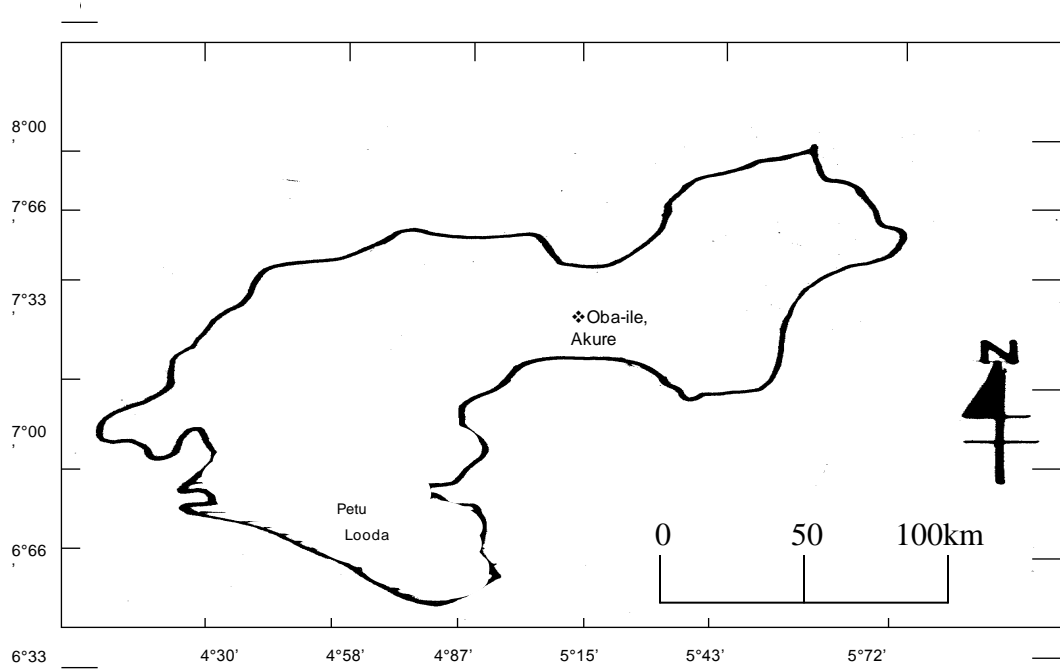 8°00
'
7°66
'
7°33
❖Oba-ile,
Akure
N
7°00
'
Petu
Looda
0 50 100km
6°66
'
6°33 4°30' 4°58' 4°87' 5°15' 5°43' 5°72'